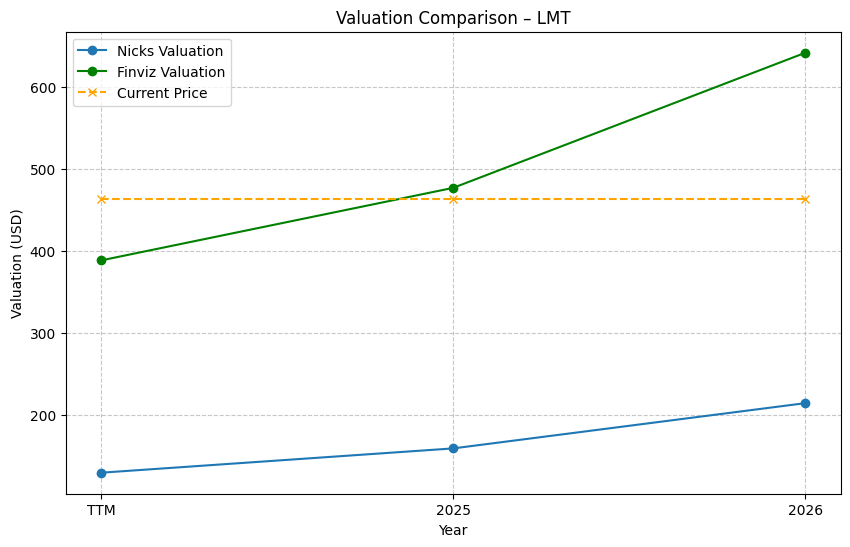 Valuation Comparison – LMT
Nicks Valuation
Finviz Valuation
Current Price
Valuation (USD)
600
500
400
300
200
TTM
2025
2026
Year